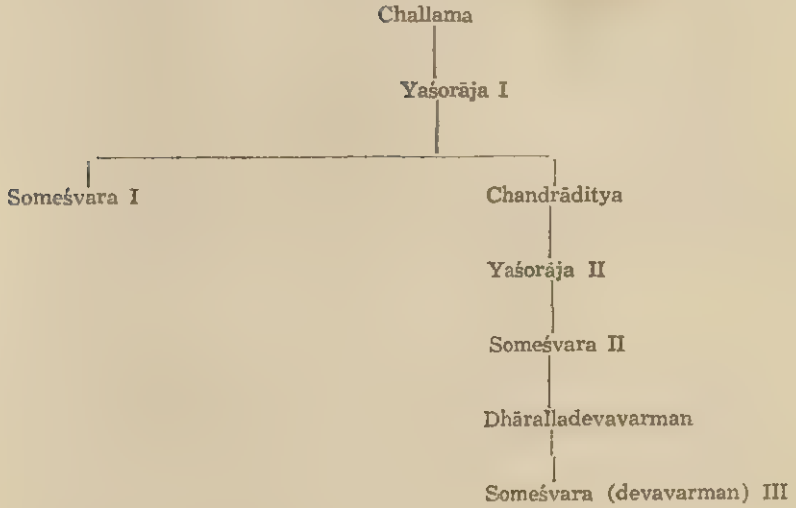 Challama
Yaśorāja I
Someśvara I
Chandrāditya
Yaśorāja II
Someśvara II
Dhāralladevavarman
Someśvara (devavarman) III